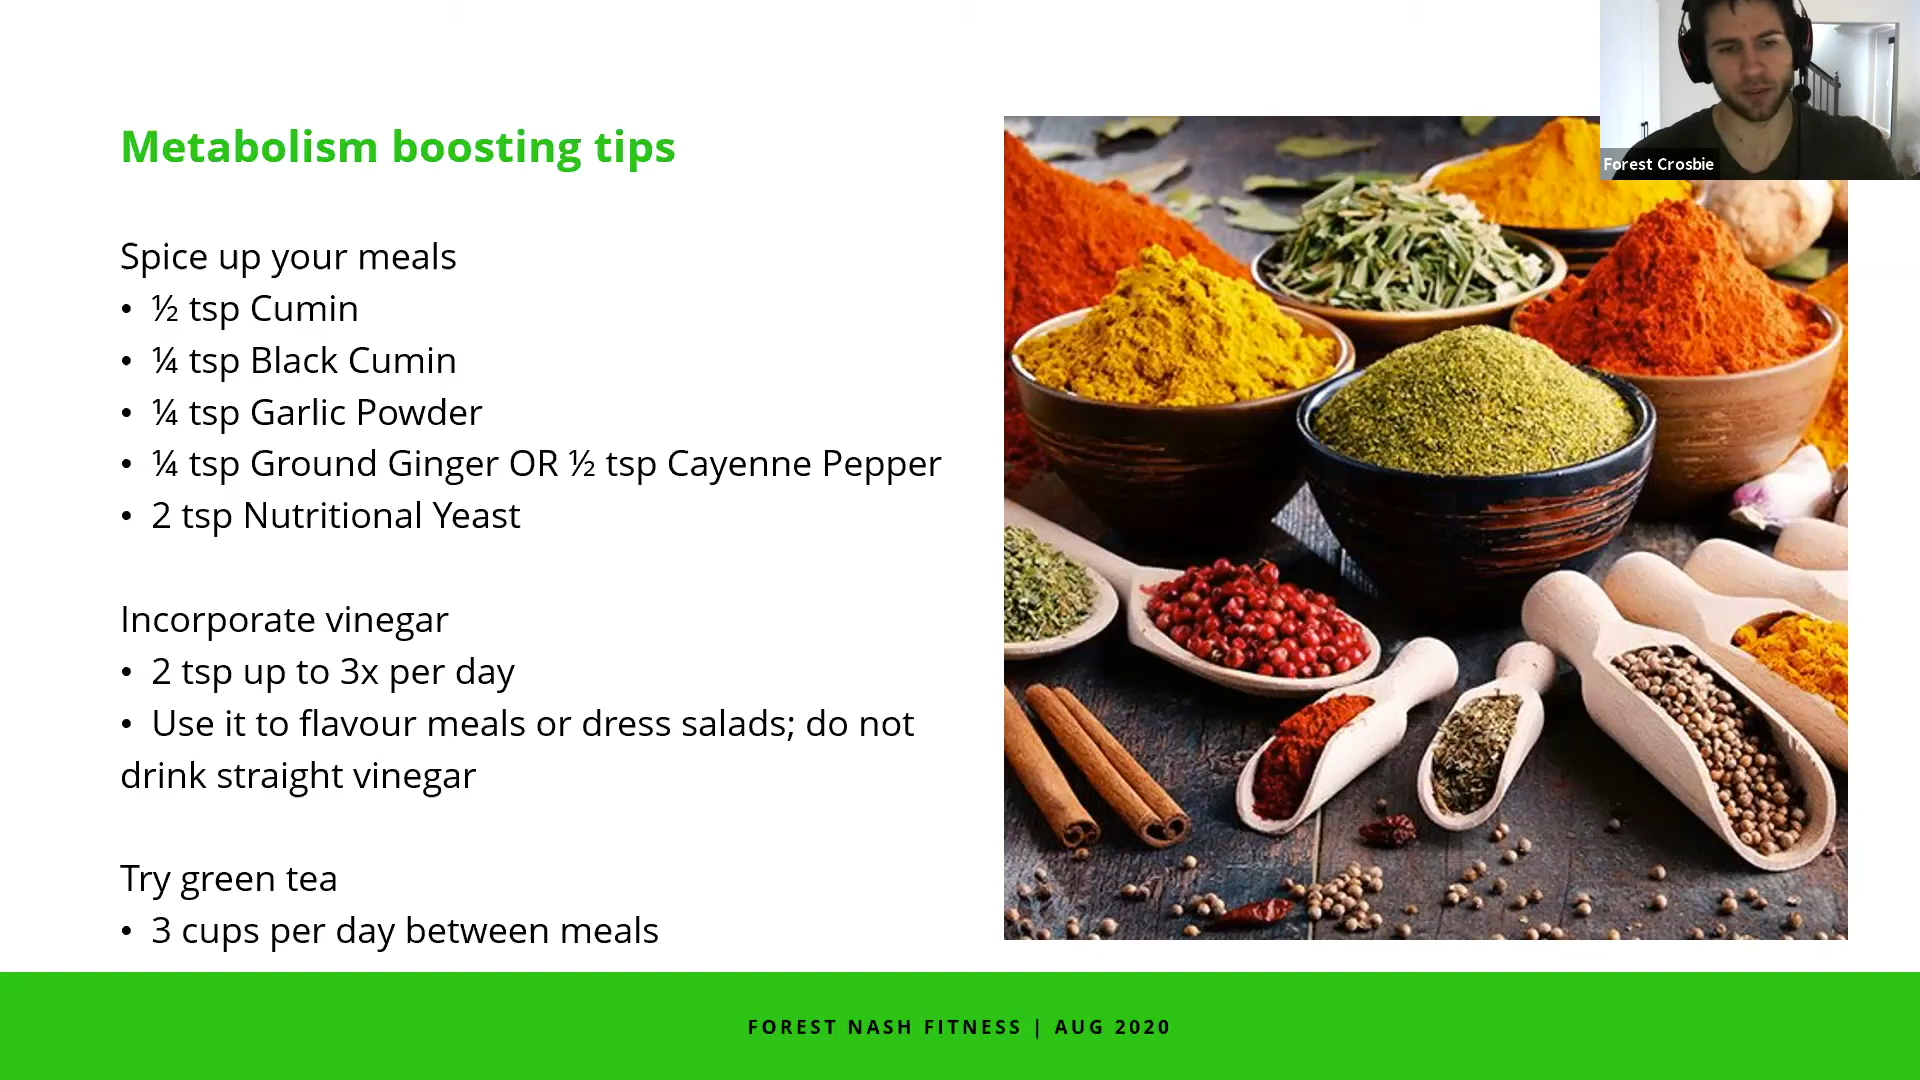 Metabolism boosting tips
Spice up your meals
• ½ tsp Cumin
• ¼ tsp Black Cumin
• ¼ tsp Garlic Powder
• ¼ tsp Ground Ginger OR ½ tsp Cayenne Pepper
• 2 tsp Nutritional Yeast
Incorporate vinegar
• 2 tsp up to 3x per day
• Use it to flavour meals or dress salads; do not
drink straight vinegar
Try green tea
• 3 cups per day between meals
Forest Crosbie
FOREST NASH FITNESS | AUG 2020